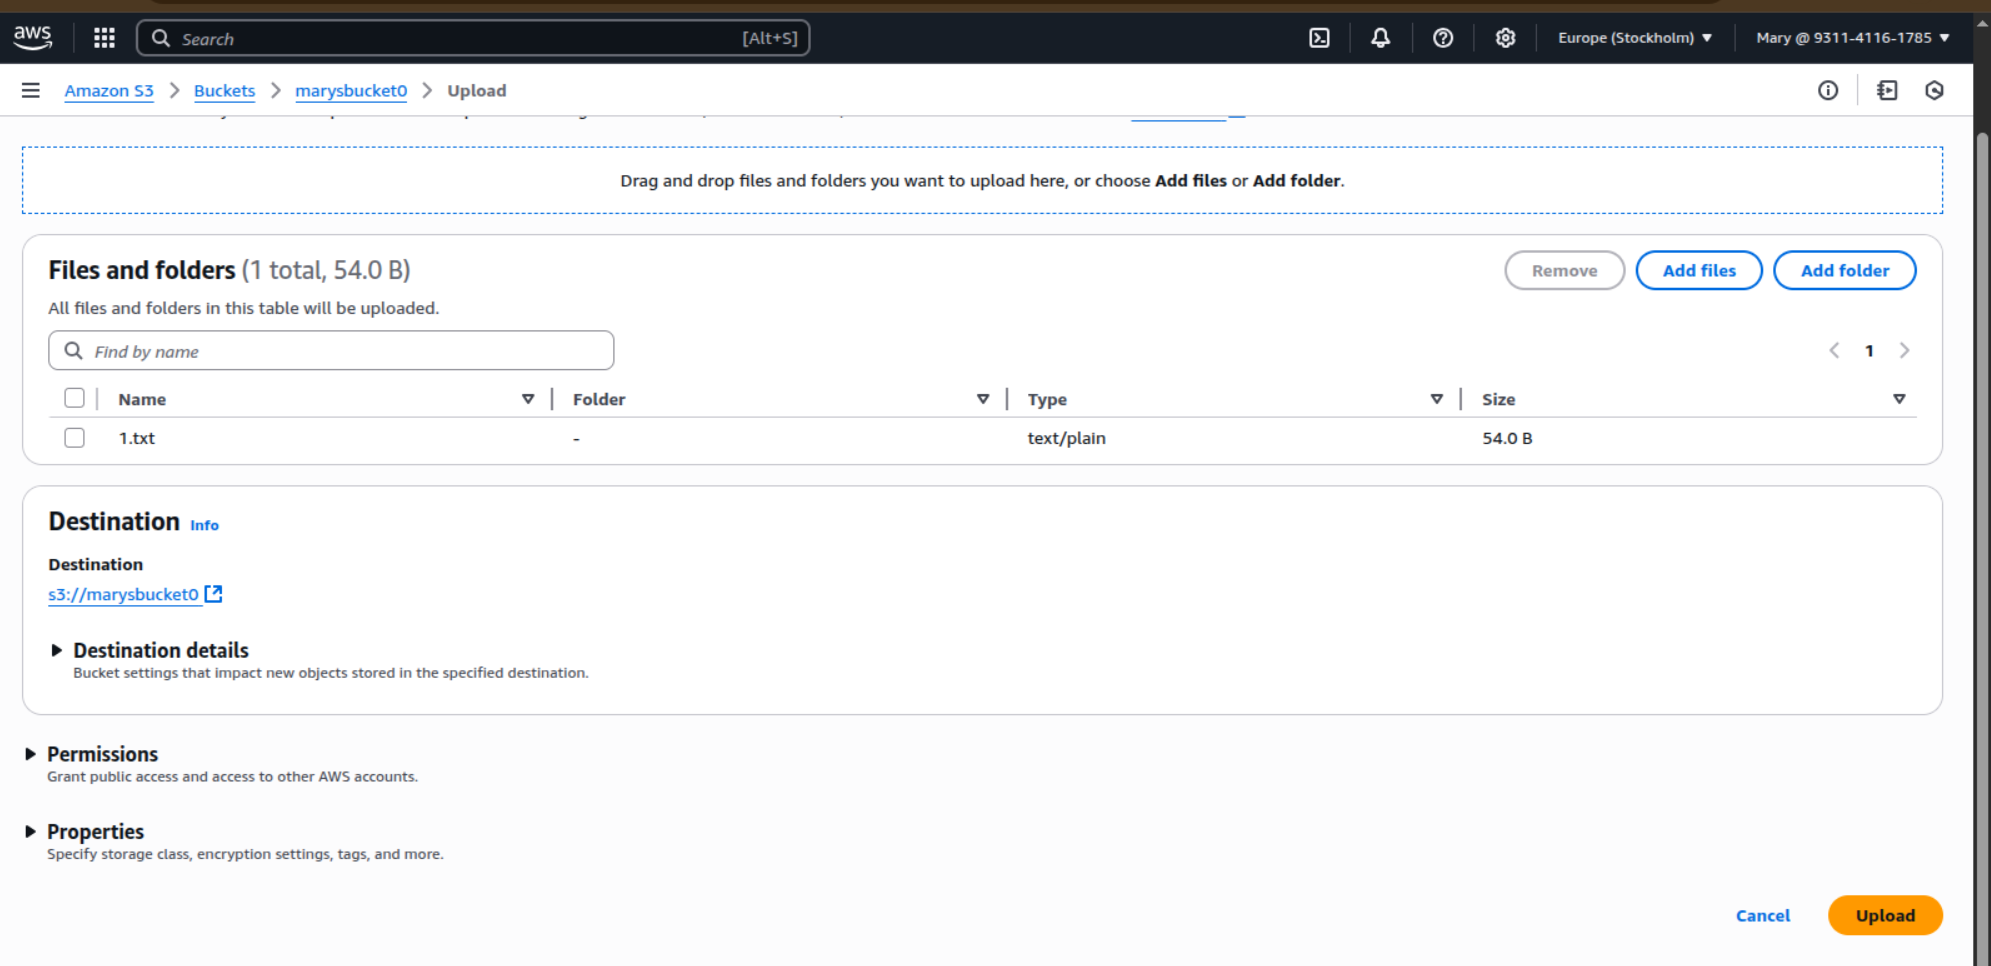 aws
Search [Alt+S]
Europe (Stockholm)
Mary @ 9311-4116-1785
Amazon S3 > Buckets > marysbucket0 > Upload
Drag and drop files and folders you want to upload here, or choose Add files or Add folder.
Files and folders (1 total, 54.0 B)
Remove
Add files
Add folder
All files and folders in this table will be uploaded.
Find by name
1
Name Folder Type Size
1.txt - text/plain 54.0 B
Destination Info
Destination
s3://marysbucket0
Destination details
Bucket settings that impact new objects stored in the specified destination.
Permissions
Grant public access and access to other AWS accounts.
Properties
Specify storage class, encryption settings, tags, and more.
Cancel
Upload